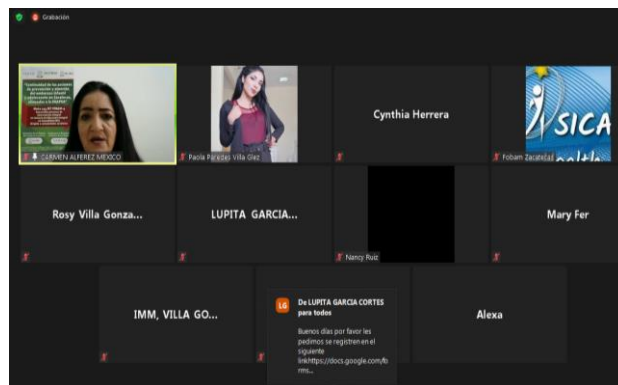 Grabación
CARMEN ALFEREZ MEXICO
Paola Paredes Villa Glez
Cynthia Herrera
SICA
Fobam Zacatecas
Rosy Villa Gonza...
LUPITA GARCIA...
Nancy Ruiz
Mary Fer
IMM, VILLA GO...
LG
De LUPITA GARCIA CORTES
para todos
Buenos días por favor les
pedimos se registren en el
siguiente
linkhttps://docs.google.com/fo
rms...
Alexa